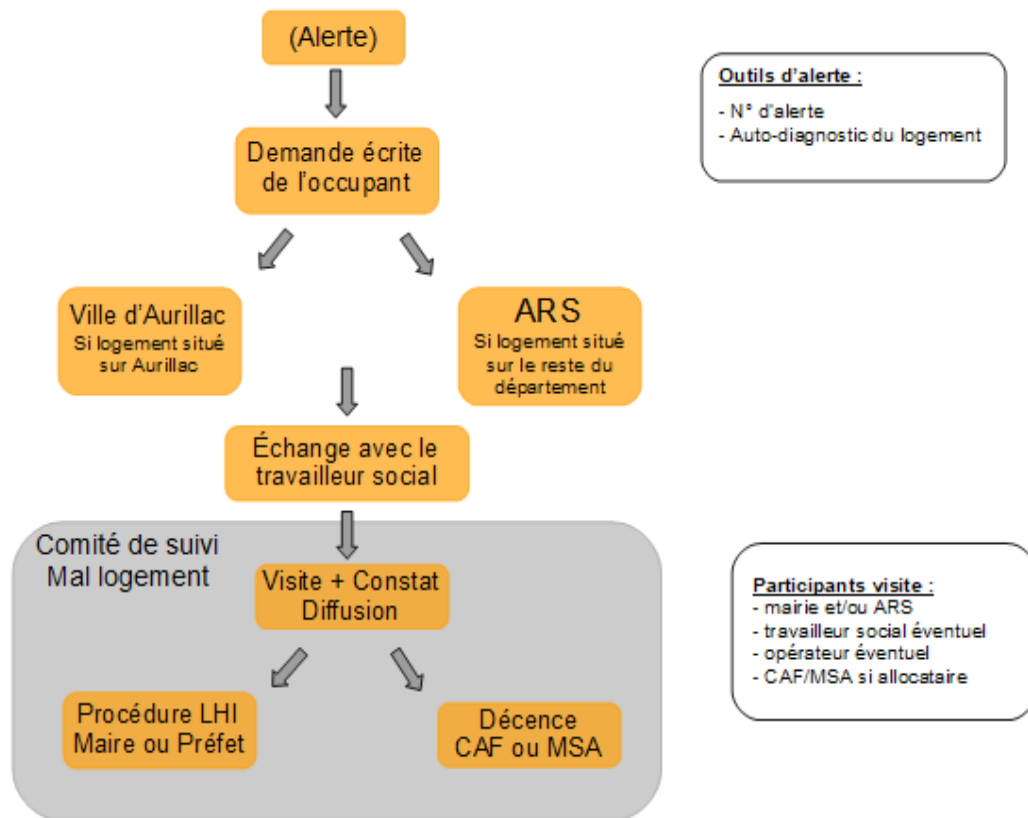 (Alerte)
Outils d'alerte :
- N° d'alerte
- Auto-diagnostic du logement
Demande écrite
de l'occupant
Ville d'Aurillac
Si logement situé
sur Aurillac
ARS
Si logement situé
sur le reste du
département
Échange avec le
travailleur social
Comité de suivi
Mal logement
Visite + Constat
Diffusion
Participants visite :
- mairie et/ou ARS
- travailleur social éventuel
- opérateur éventuel
- CAF/MSA si allocataire
Procédure LHI
Maire ou Préfet
Décence
CAF ou MSA